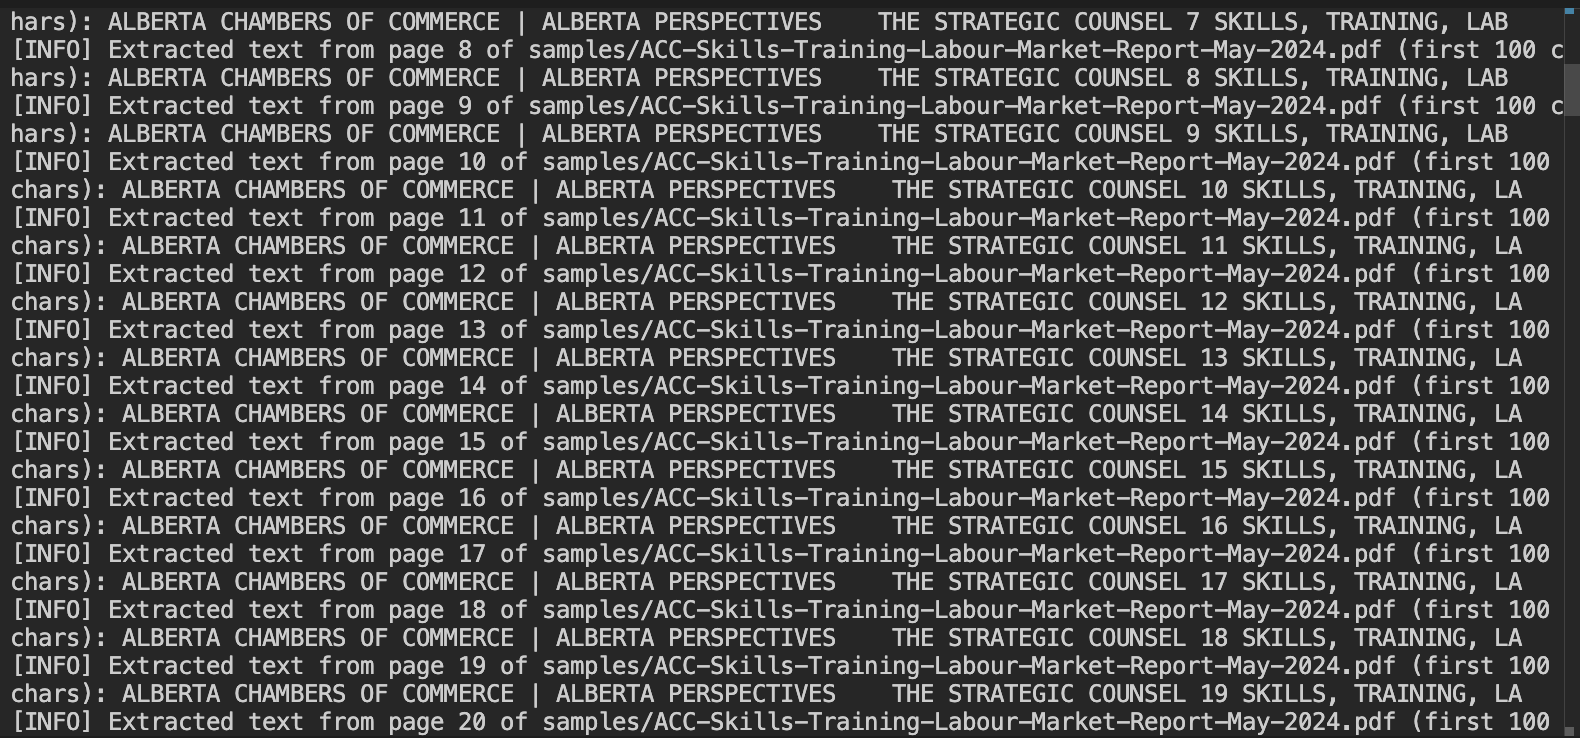 hars): ALBERTA CHAMBERS OF COMMERCE | ALBERTA PERSPECTIVES    THE STRATEGIC COUNSEL 7 SKILLS, TRAINING, LAB
[INFO] Extracted text from page 8 of samples/ACC-Skills-Training-Labour-Market-Report-May-2024.pdf (first 100 c
hars): ALBERTA CHAMBERS OF COMMERCE | ALBERTA PERSPECTIVES    THE STRATEGIC COUNSEL 8 SKILLS, TRAINING, LAB
[INFO] Extracted text from page 9 of samples/ACC-Skills-Training-Labour-Market-Report-May-2024.pdf (first 100 c
hars): ALBERTA CHAMBERS OF COMMERCE | ALBERTA PERSPECTIVES    THE STRATEGIC COUNSEL 9 SKILLS, TRAINING, LAB
[INFO] Extracted text from page 10 of samples/ACC-Skills-Training-Labour-Market-Report-May-2024.pdf (first 100
chars): ALBERTA CHAMBERS OF COMMERCE | ALBERTA PERSPECTIVES    THE STRATEGIC COUNSEL 10 SKILLS, TRAINING, LA
[INFO] Extracted text from page 11 of samples/ACC-Skills-Training-Labour-Market-Report-May-2024.pdf (first 100
chars): ALBERTA CHAMBERS OF COMMERCE | ALBERTA PERSPECTIVES    THE STRATEGIC COUNSEL 11 SKILLS, TRAINING, LA
[INFO] Extracted text from page 12 of samples/ACC-Skills-Training-Labour-Market-Report-May-2024.pdf (first 100
chars): ALBERTA CHAMBERS OF COMMERCE | ALBERTA PERSPECTIVES    THE STRATEGIC COUNSEL 12 SKILLS, TRAINING, LA
[INFO] Extracted text from page 13 of samples/ACC-Skills-Training-Labour-Market-Report-May-2024.pdf (first 100
chars): ALBERTA CHAMBERS OF COMMERCE | ALBERTA PERSPECTIVES    THE STRATEGIC COUNSEL 13 SKILLS, TRAINING, LA
[INFO] Extracted text from page 14 of samples/ACC-Skills-Training-Labour-Market-Report-May-2024.pdf (first 100
chars): ALBERTA CHAMBERS OF COMMERCE | ALBERTA PERSPECTIVES    THE STRATEGIC COUNSEL 14 SKILLS, TRAINING, LA
[INFO] Extracted text from page 15 of samples/ACC-Skills-Training-Labour-Market-Report-May-2024.pdf (first 100
chars): ALBERTA CHAMBERS OF COMMERCE | ALBERTA PERSPECTIVES    THE STRATEGIC COUNSEL 15 SKILLS, TRAINING, LA
[INFO] Extracted text from page 16 of samples/ACC-Skills-Training-Labour-Market-Report-May-2024.pdf (first 100
chars): ALBERTA CHAMBERS OF COMMERCE | ALBERTA PERSPECTIVES    THE STRATEGIC COUNSEL 16 SKILLS, TRAINING, LA
[INFO] Extracted text from page 17 of samples/ACC-Skills-Training-Labour-Market-Report-May-2024.pdf (first 100
chars): ALBERTA CHAMBERS OF COMMERCE | ALBERTA PERSPECTIVES    THE STRATEGIC COUNSEL 17 SKILLS, TRAINING, LA
[INFO] Extracted text from page 18 of samples/ACC-Skills-Training-Labour-Market-Report-May-2024.pdf (first 100
chars): ALBERTA CHAMBERS OF COMMERCE | ALBERTA PERSPECTIVES    THE STRATEGIC COUNSEL 18 SKILLS, TRAINING, LA
[INFO] Extracted text from page 19 of samples/ACC-Skills-Training-Labour-Market-Report-May-2024.pdf (first 100
chars): ALBERTA CHAMBERS OF COMMERCE | ALBERTA PERSPECTIVES    THE STRATEGIC COUNSEL 19 SKILLS, TRAINING, LA
[INFO] Extracted text from page 20 of samples/ACC-Skills-Training-Labour-Market-Report-May-2024.pdf (first 100